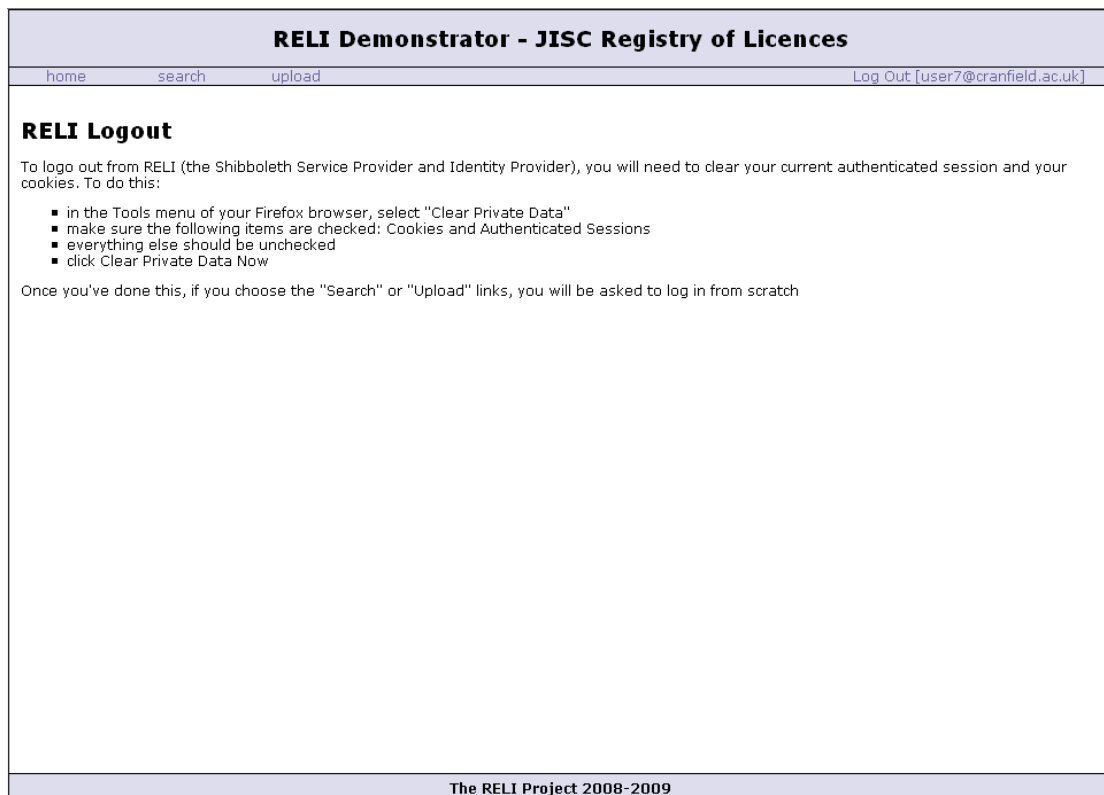 RELI Demonstrator - JISC Registry of Licences
home search upload Log Out [user7@cranfield.ac.uk]
RELI Logout
To logo out from RELI (the Shibboleth Service Provider and Identity Provider), you will need to clear your current authenticated session and your
cookies. To do this:
▪ in the Tools menu of your Firefox browser, select "Clear Private Data"
▪ make sure the following items are checked: Cookies and Authenticated Sessions
▪ everything else should be unchecked
▪ click Clear Private Data Now
Once you've done this, if you choose the "Search" or "Upload" links, you will be asked to log in from scratch
The RELI Project 2008-2009